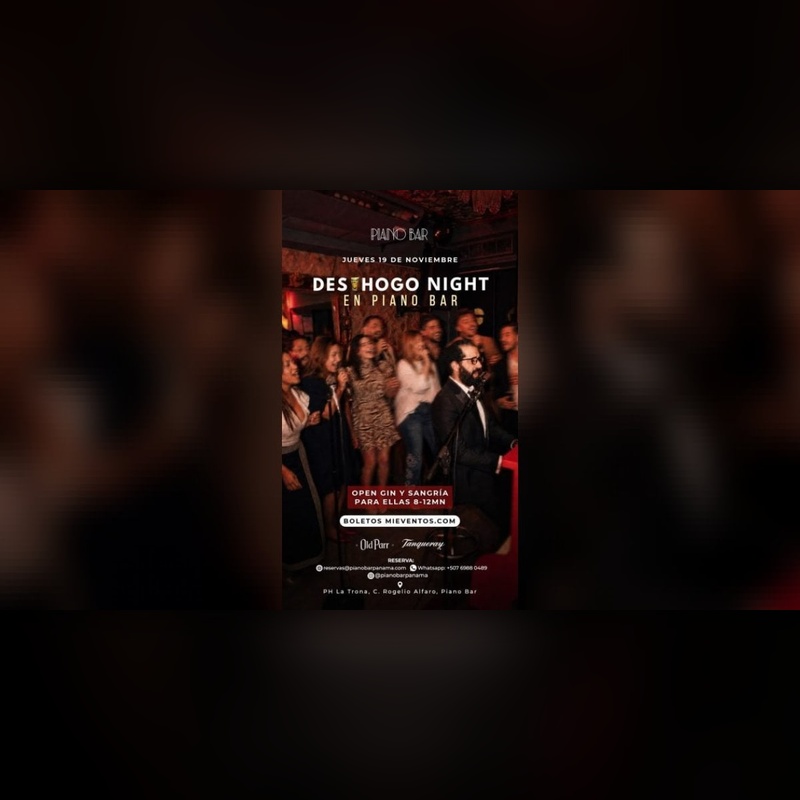 PIANO BAR
JUEVES 19 DE NOVIEMBRE
DESAHOGO NIGHT
EN PIANO BAR
OPEN GIN Y SANGRÍA
PARA ELLAS 8-12MN
BOLETOS MIEVENTOS.COM
Old Parr Tanqueray
RESERVA:
reservas@pianobarpanama.com Whatsapp: +507 6988 0489
@pianobarpanama
PH La Trona, C. Rogelio Alfaro, Piano Bar